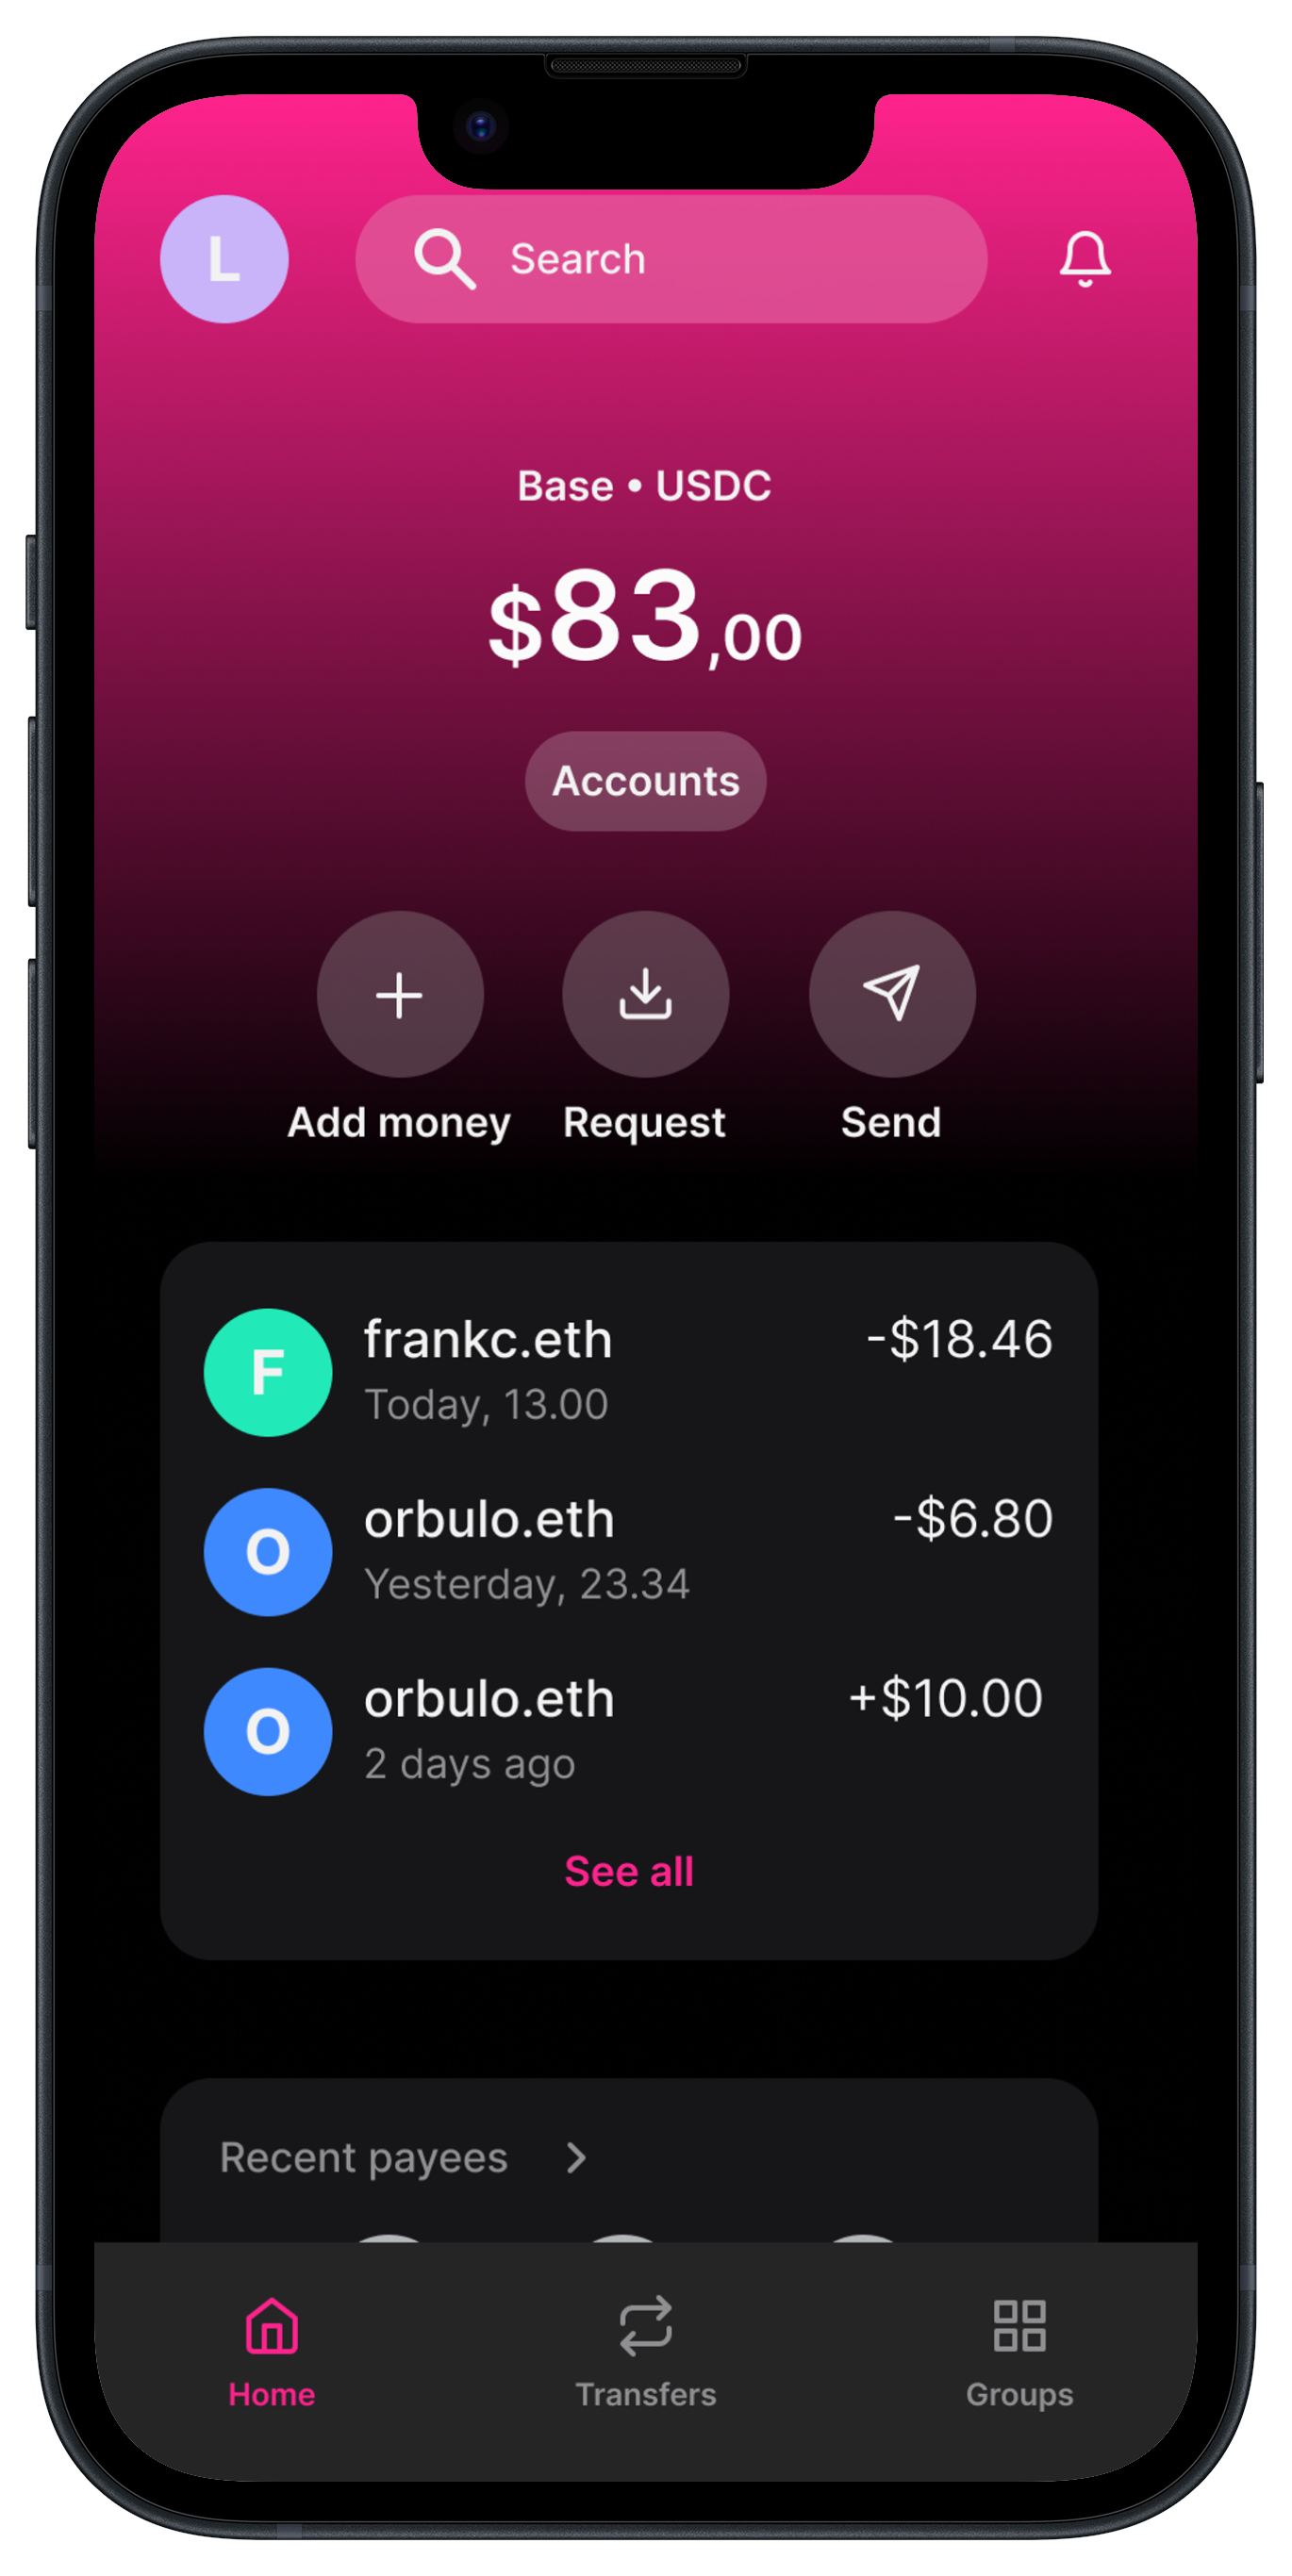 L
Search
Base • USDC
$83,00
Accounts
Add money
Request
Send
F
frankc.eth
-$18.46
Today, 13.00
O
orbulo.eth
-$6.80
Yesterday, 23.34
O
orbulo.eth
+$10.00
2 days ago
See all
Recent payees
Home
Transfers
Groups